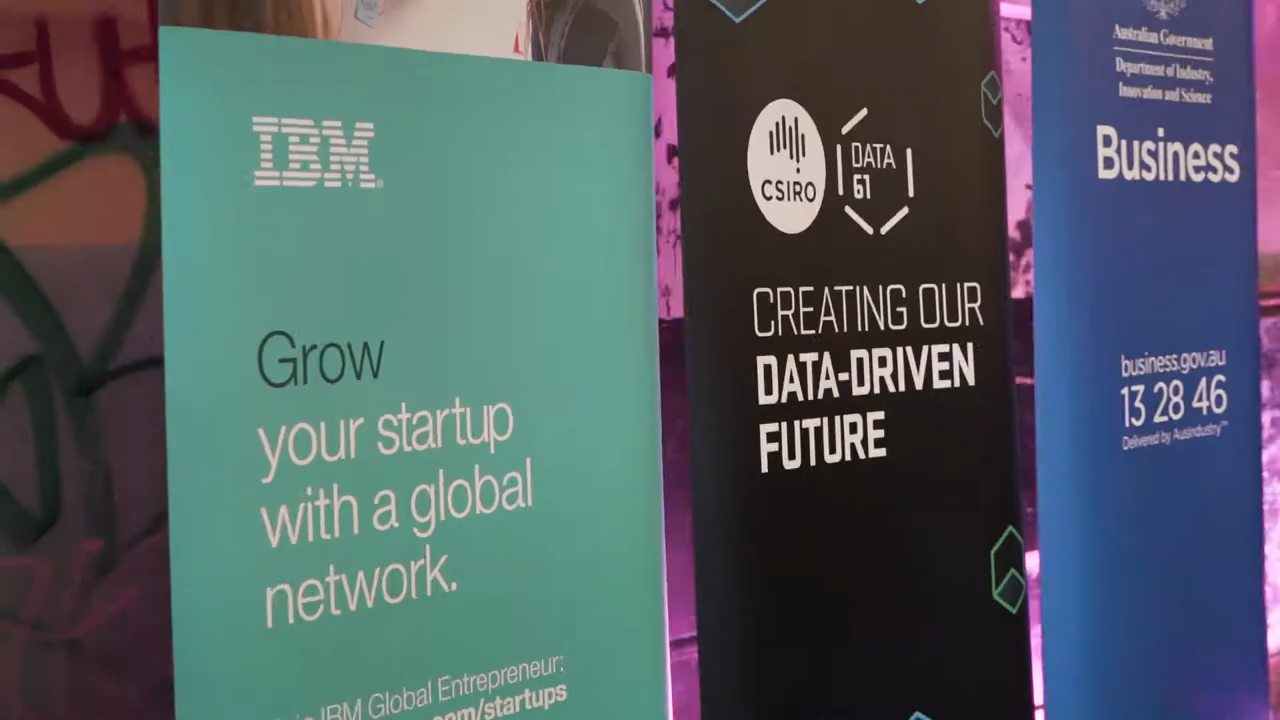 IBM
Grow
your startup
with a global
network.
IBM Global Entrepreneur:
com/startups
CSIRO
DATA
61
CREATING OUR
DATA-DRIVEN
FUTURE
Australian Government
Department of Industry,
Innovation and Science
Business
business.gov.au
13 28 46
Delivered by AusIndustry™